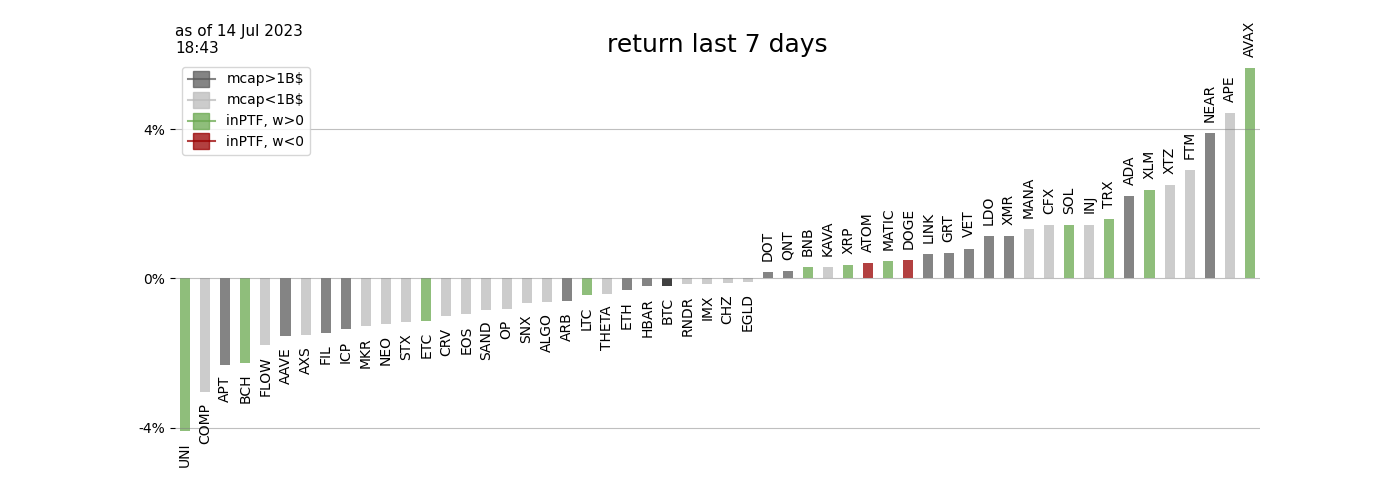 as of 14 Jul 2023
18:43
return last 7 days
mcap>1B$
mcap<1B$
inPTF, w>0
inPTF, w<0
4%
0%
-4%
UNI
COMP
APT
BCH
FLOW
AAVE
AXS
FIL
ICP
MKR
NEO
STX
ETC
CRV
EOS
SAND
OP
SNX
ALGO
ARB
LTC
THETA
ETH
HBAR
BTC
RNDR
IMX
CHZ
EGLD
DOT
QNT
BNB
KAVA
XRP
ATOM
MATIC
DOGE
LINK
GRT
VET
LDO
XMR
MANA
CFX
SOL
INJ
TRX
ADA
XLM
XTZ
FTM
NEAR
APE
AVAX